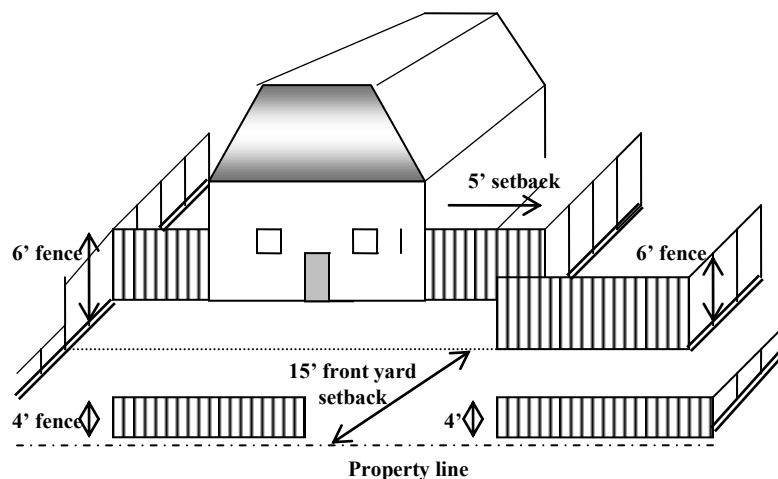 5’ setback
6’ fence
6’ fence
15’ front yard
setback
4’ fence
4’
Property line